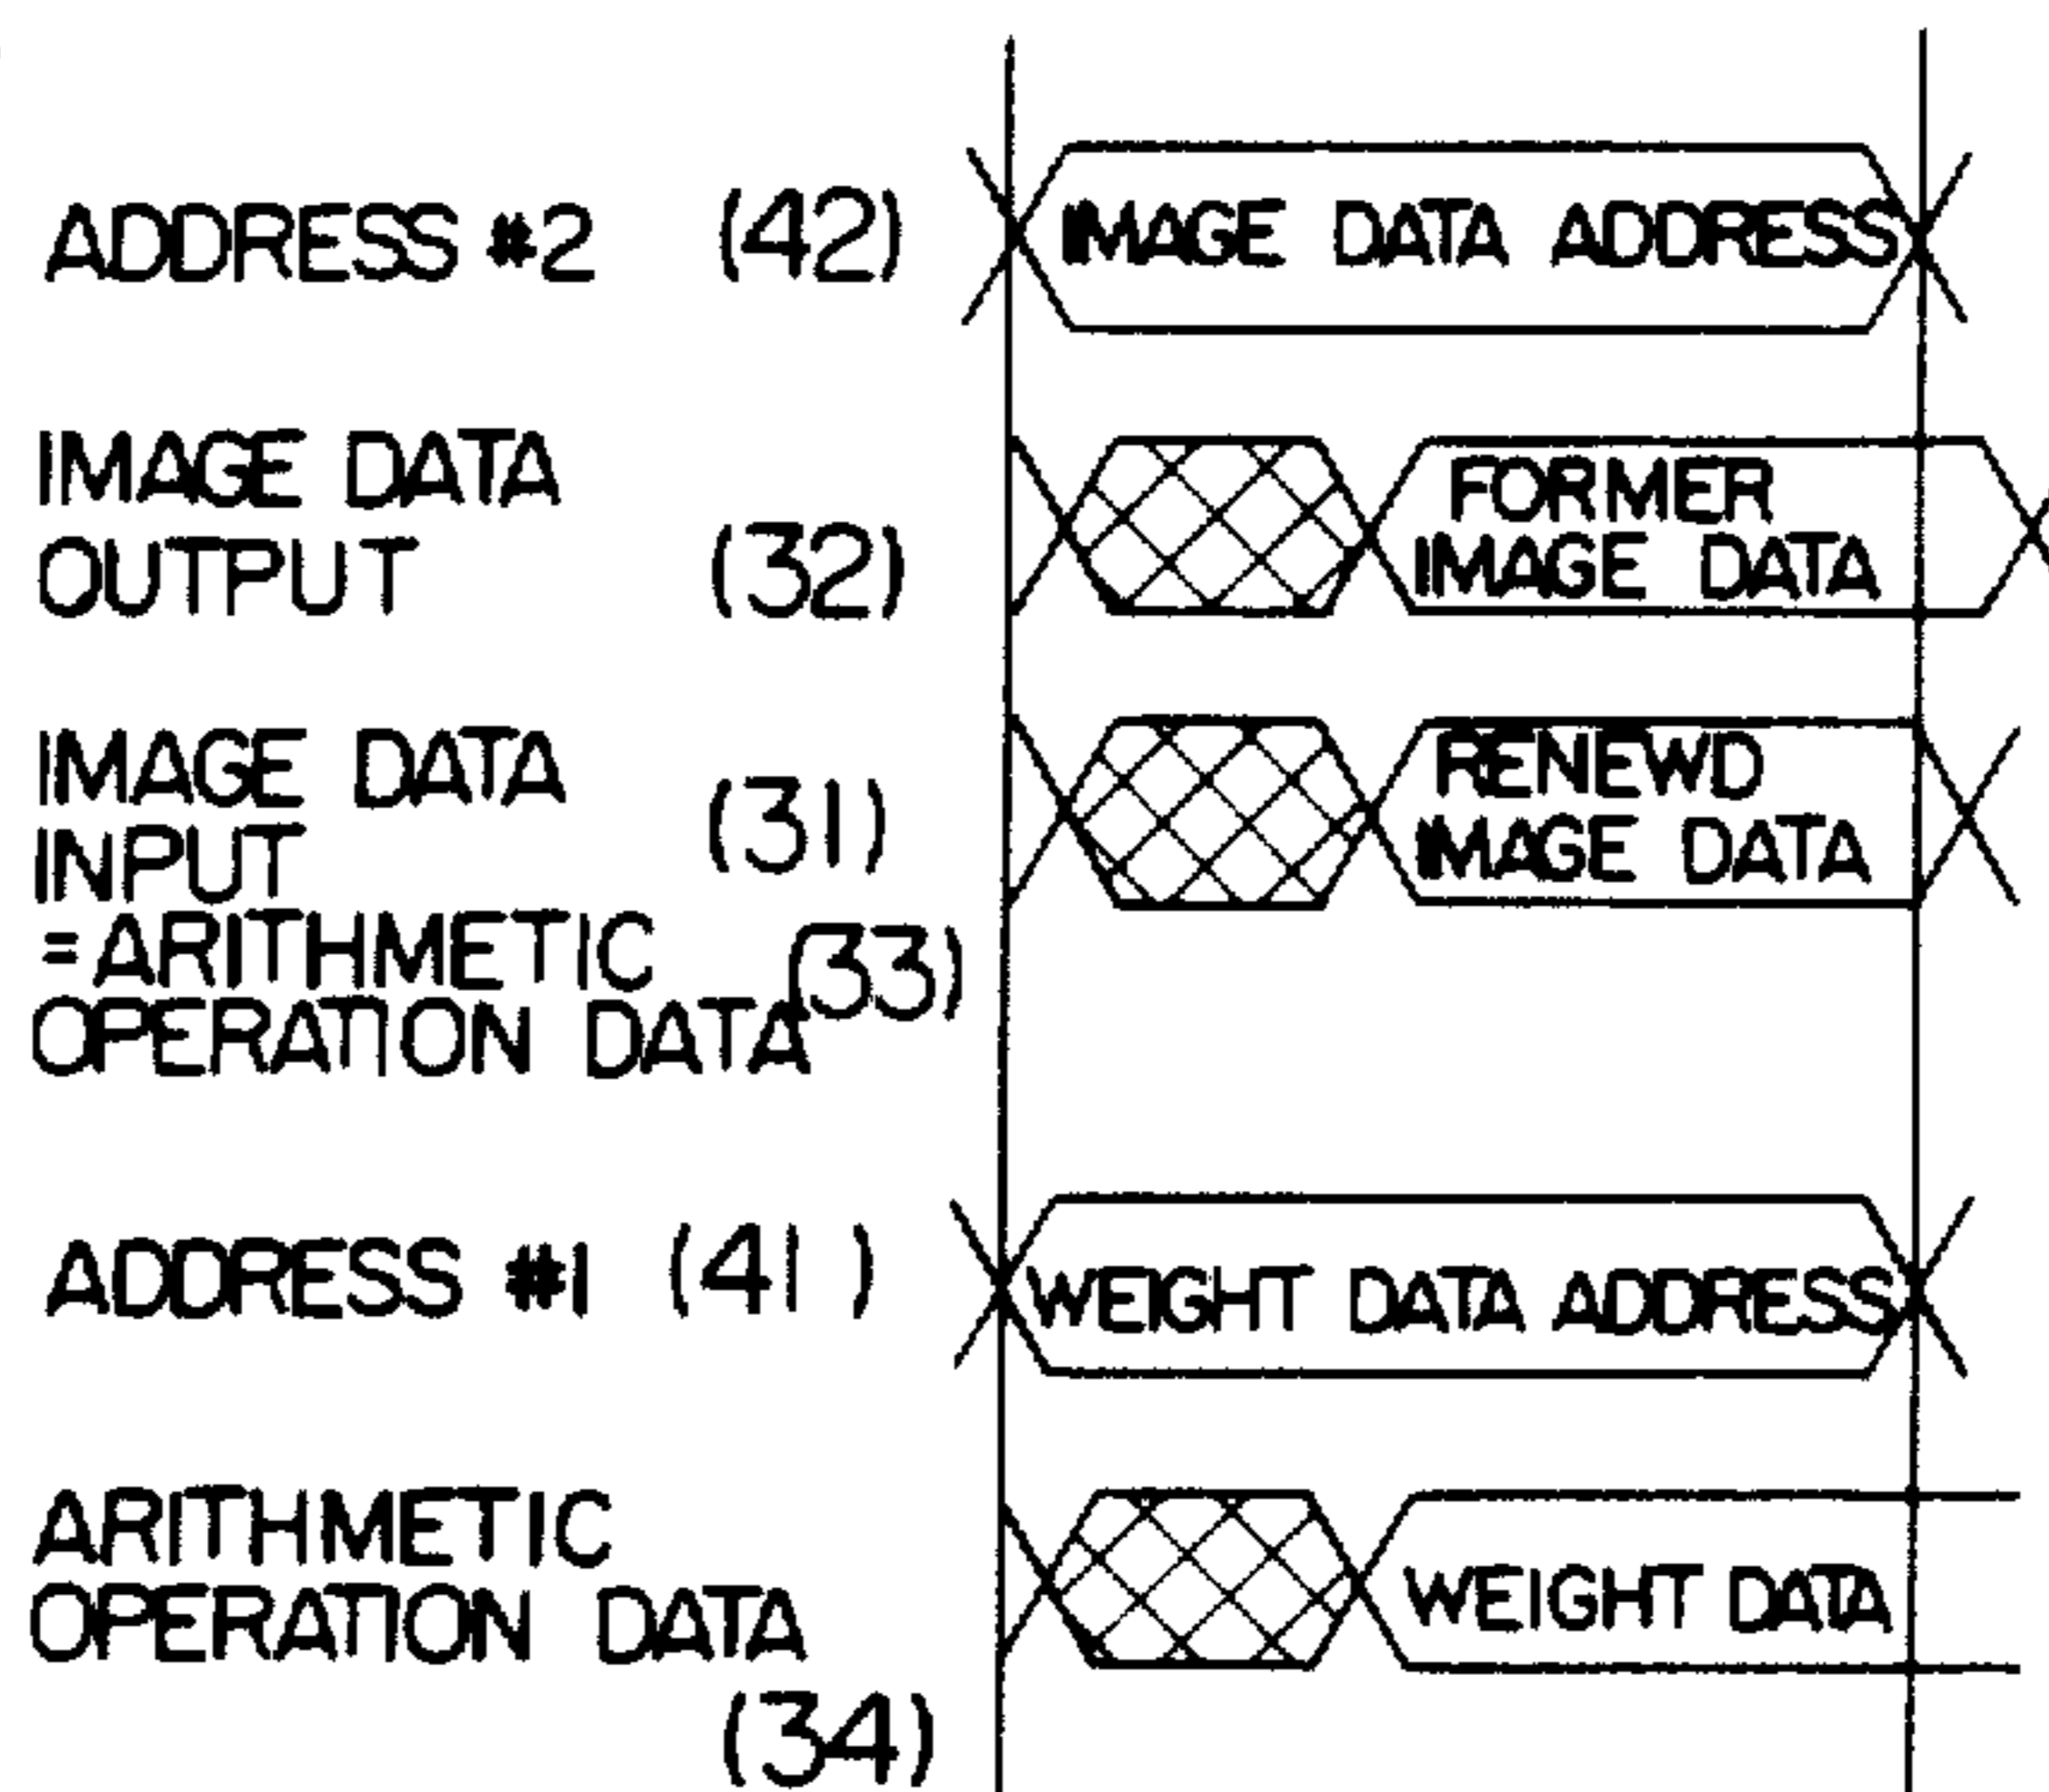 ADDRESS #2 (42) IMAGE DATA ADDRESS
IMAGE DATA
OUTPUT (32)
FORMER
IMAGE DATA
IMAGE DATA
INPUT (31)
=ARITHMETIC
OPERATION DATA (33)
RENEWD
IMAGE DATA
ADDRESS #1 (41) WEIGHT DATA ADDRESS
ARITHMETIC
OPERATION DATA
(34)
WEIGHT DATA